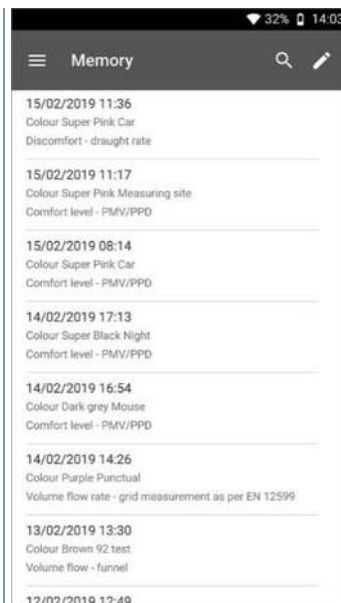 32% 14:03
Memory
15/02/2019 11:36
Colour Super Pink Car
Discomfort - draught rate
15/02/2019 11:17
Colour Super Pink Measuring site
Comfort level - PMV/PPD
15/02/2019 08:14
Colour Super Pink Car
Comfort level - PMV/PPD
14/02/2019 17:13
Colour Super Black Night
Comfort level - PMV/PPD
14/02/2019 16:54
Colour Dark grey Mouse
Comfort level - PMV/PPD
14/02/2019 14:26
Colour Purple Punctual
Volume flow rate - grid measurement as per EN 12599
13/02/2019 13:30
Colour Brown 92 test
Volume flow - funnel
12/02/2019 12:49